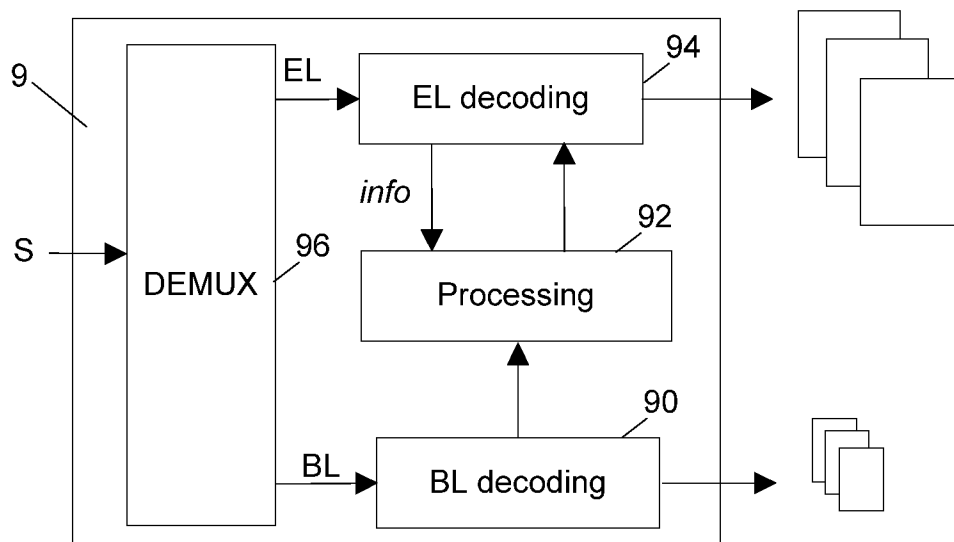 9
EL
94
EL decoding
info
92
S
96
DEMUX
Processing
90
BL
BL decoding